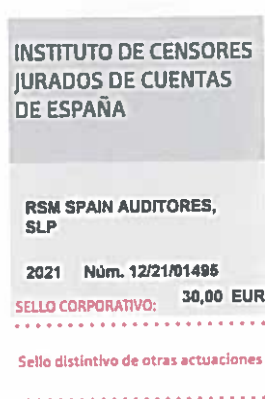 INSTITUTO DE CENSORES
JURADOS DE CUENTAS
DE ESPAÑA
RSM SPAIN AUDITORES,
SLP
2021 Núm. 12/21/01495
SELLO CORPORATIVO: 30,00 EUR
Sello distintivo de otras actuaciones